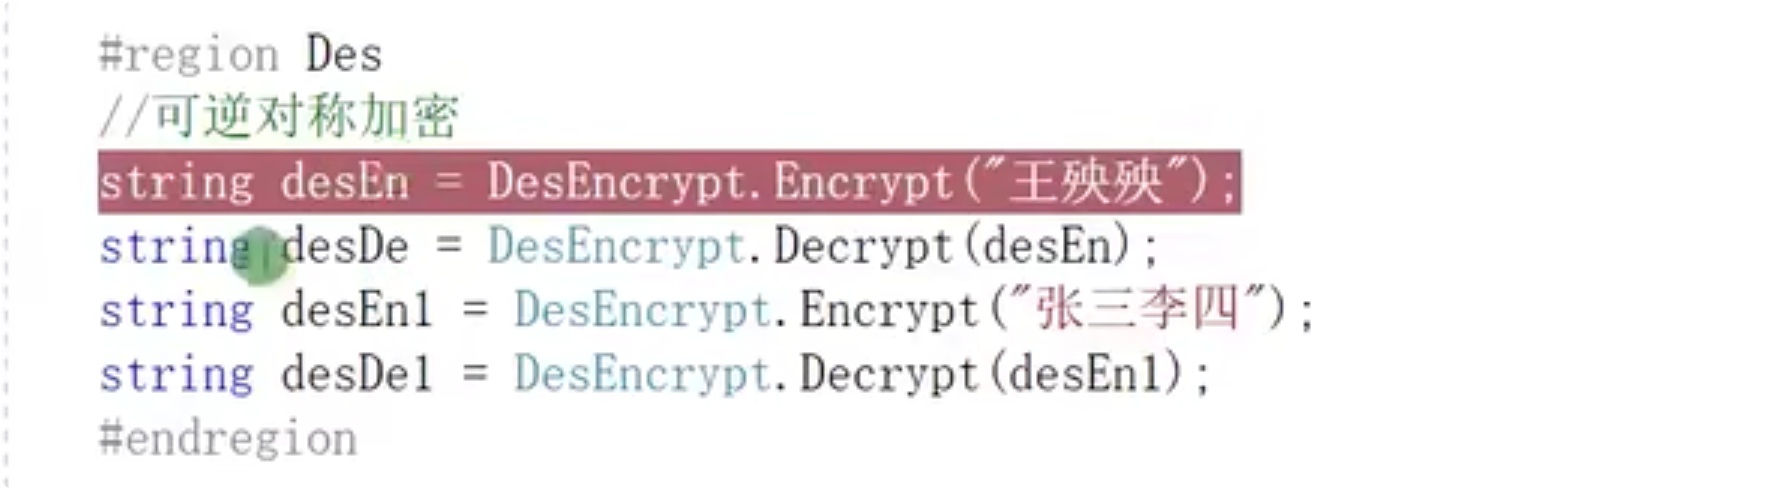 #region Des
//可逆对称加密
string desEn = DesEncrypt.Encrypt("王殃殃");
string desDe = DesEncrypt.Decrypt(desEn);
string desEn1 = DesEncrypt.Encrypt("张三李四");
string desDe1 = DesEncrypt.Decrypt(desEn1);
#endregion